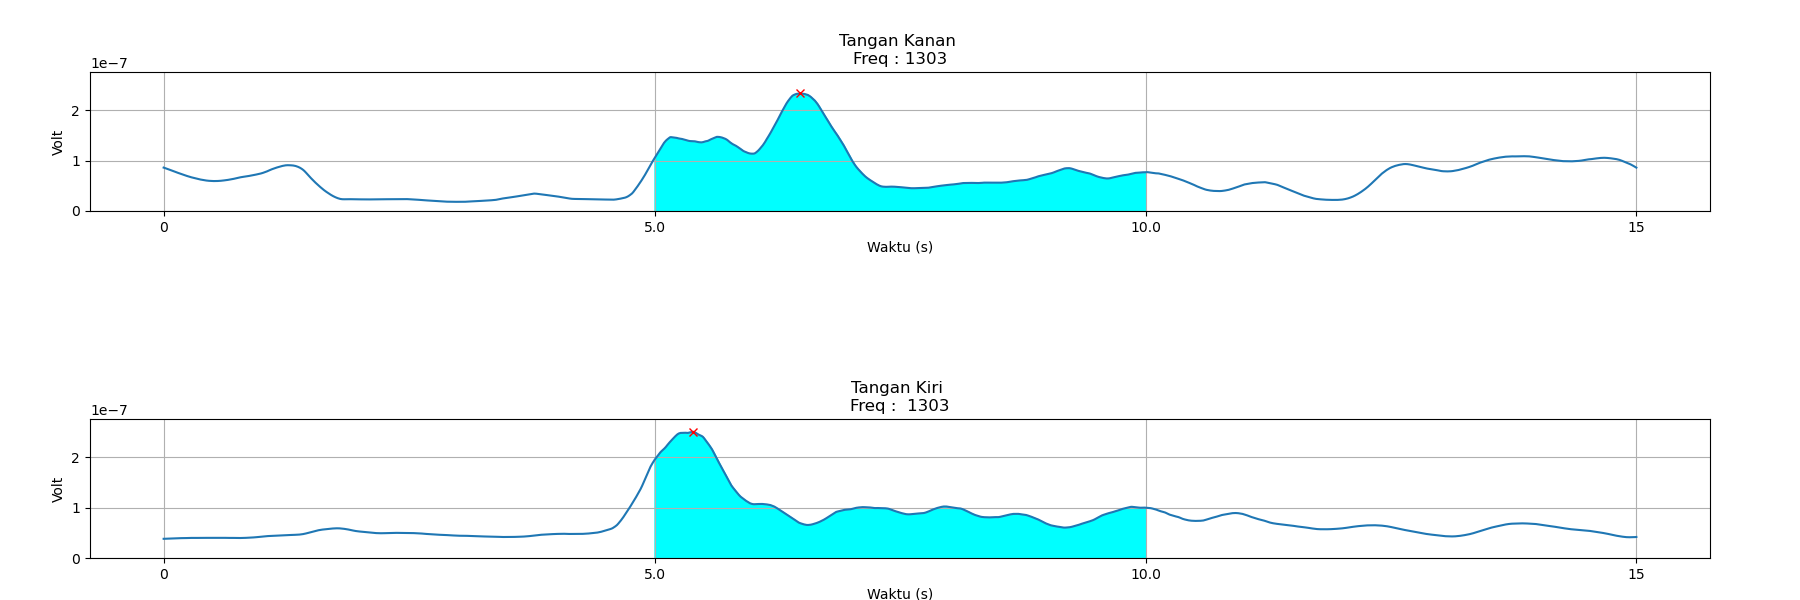 Tangan Kanan
Freq : 1303
1e−7
2
1
0
Volt
0 5.0 10.0 15
Waktu (s)
Tangan Kiri
Freq :  1303
1e−7
2
1
0
Volt
0 5.0 10.0 15
Waktu (s)